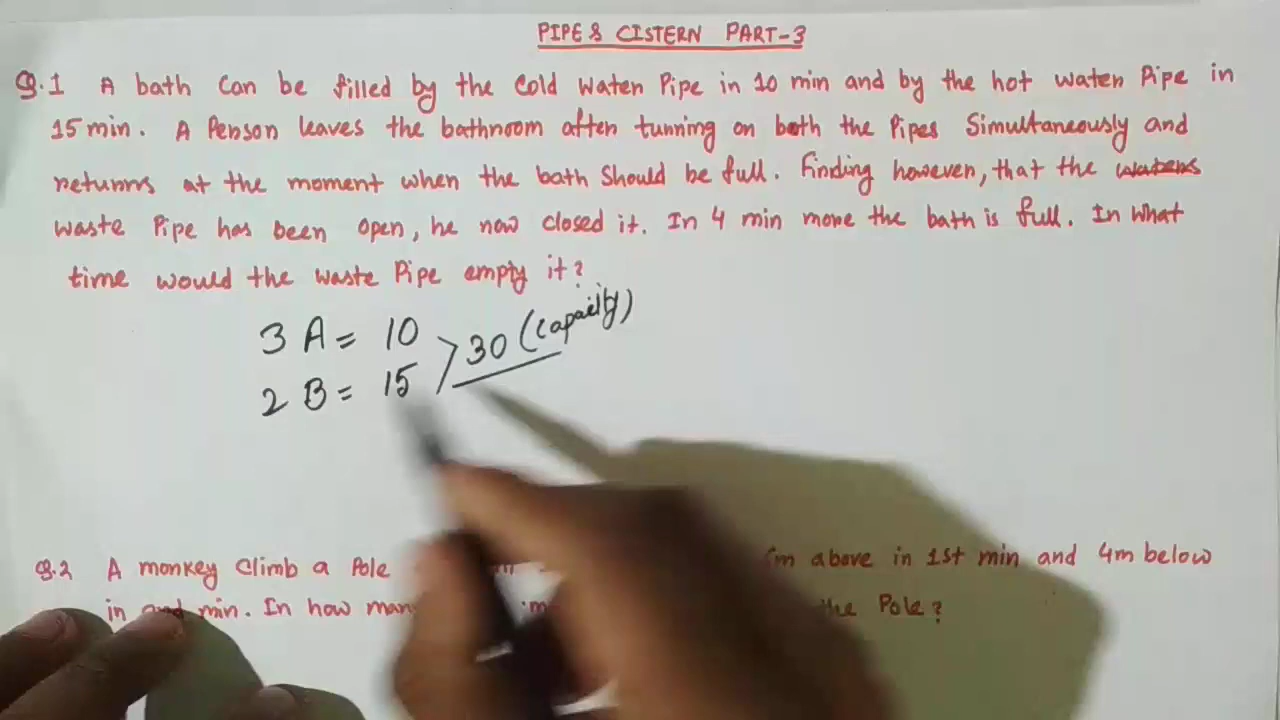 PIPE & CISTERN PART-3
Q.1 A bath can be filled by the cold water Pipe in 10 min and by the hot water Pipe in
15 min. A Person leaves the bathroom after turning on both the Pipes Simultaneously and
returns at the moment when the bath should be full. Finding however, that the waters
waste Pipe has been open, he now closed it. In 4 min more the bath is full. In what
time would the waste Pipe empty it?
3 A = 10
30 (capacity)
2 B = 15
Q.2 A monkey climb a Pole above in 1st min and 4m below
in min. In how the Pole?